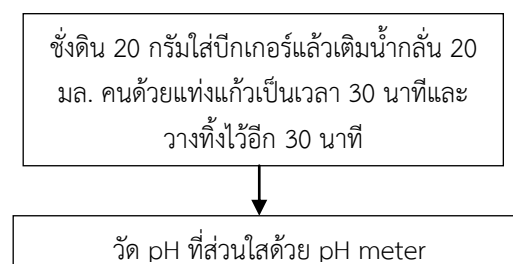 ชั่งดิน 20 กรัมใส่บีกเกอร์แล้วเติมน้ำกลั่น 20
มล. คนด้วยแท่งแก้วเป็นเวลา 30 นาทีและ
วางทิ้งไว้อีก 30 นาที
วัด pH ที่ส่วนใสด้วย pH meter